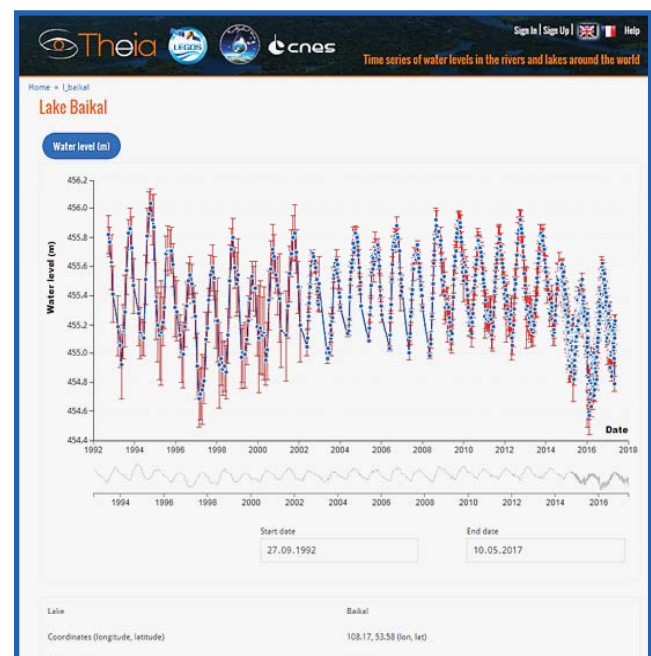 Sign In | Sign Up | Help
Theia LEGOS cnes
Time series of water levels in the rivers and lakes around the world
Home » l_baikal
Lake Baikal
Water level (m)
456.2
456.0
455.8
455.6
455.4
455.2
455.0
454.8
454.6
454.4
Water level (m)
Date
1992 1994 1996 1998 2000 2002 2004 2006 2008 2010 2012 2014 2016 2018
1994 1996 1998 2000 2002 2004 2006 2008 2010 2012 2014 2016
Start date End date
27.09.1992 10.05.2017
Lake Baikal
Coordinates (longitude, latitude) 108.17, 53.58 (lon, lat)